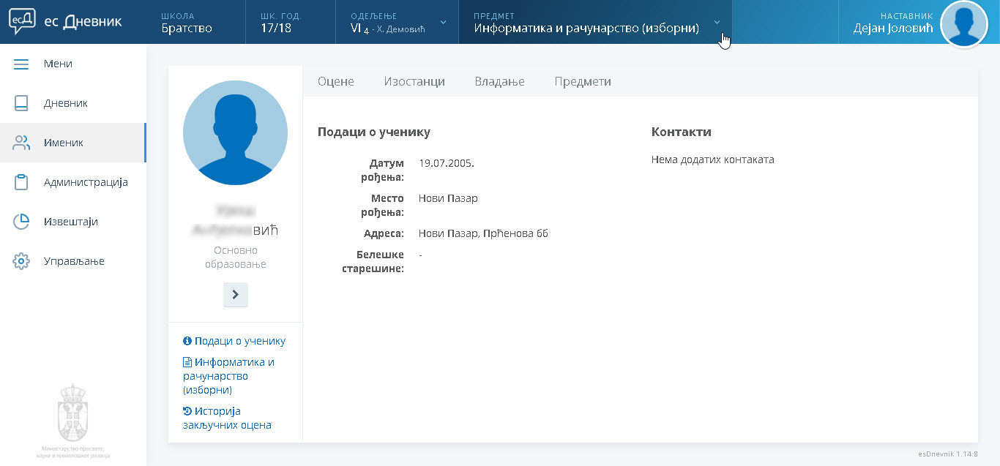 есД ес Дневник
ШКОЛА
Братство
ШК. ГОД.
17/18
ОДЕЉЕЊЕ
VI 4 - Х. Демовић
ПРЕДМЕТ
Информатика и рачунарство (изборни)
НАСТАВНИК
Дејан Јоловић
Мени
Дневник
Именик
Администрација
Извештаји
Управљање
Министарство просвете,
науке и технолошког развоја
вић
Основно
образовање
Подаци о ученику
Информатика и
рачунарство
(изборни)
Историја
закључних оцена
Оцене Изостанци Владање Предмети
Подаци о ученику
Датум
рођења:
19.07.2005.
Место
рођења:
Нови Пазар
Адреса: Нови Пазар, Прћенова бб
Белешке
старешине:
-
Контакти
Нема додатих контаката
esDnevnik 1.14.8